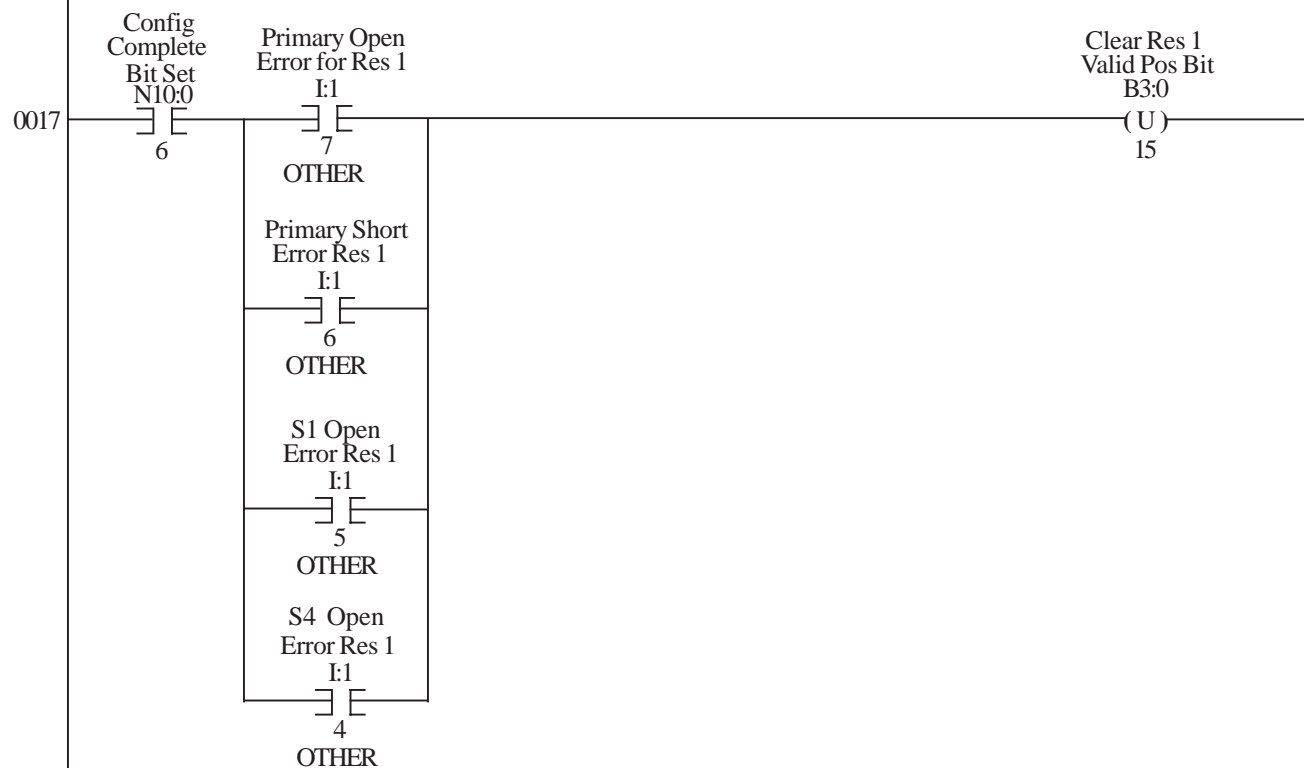 Config
Complete
Bit Set
N10:0
6
Primary Open
Error for Res 1
I:1
7
OTHER
Clear Res 1
Valid Pos Bit
B3:0
( U )
15
0017
Primary Short
Error Res 1
I:1
6
OTHER
S1 Open
Error Res 1
I:1
5
OTHER
S4 Open
Error Res 1
I:1
4
OTHER